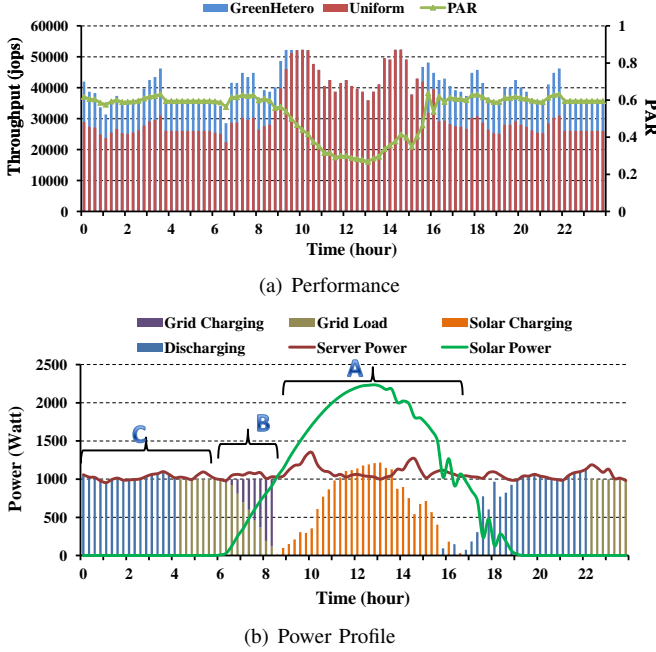 GreenHetero Uniform PAR
60000 1
50000 0.8
40000
0.6
30000
0.4
20000
10000 0.2
0 0
Throughput (jops)
PAR
0 2 4 6 8 10 12 14 16 18 20 22
Time (hour)
(a) Performance
Grid Charging Grid Load Solar Charging
Discharging Server Power Solar Power
2500
2000
1500
1000
500
0
Power (Watt)
A
B
C
0 2 4 6 8 10 12 14 16 18 20 22
Time (hour)
(b) Power Profile